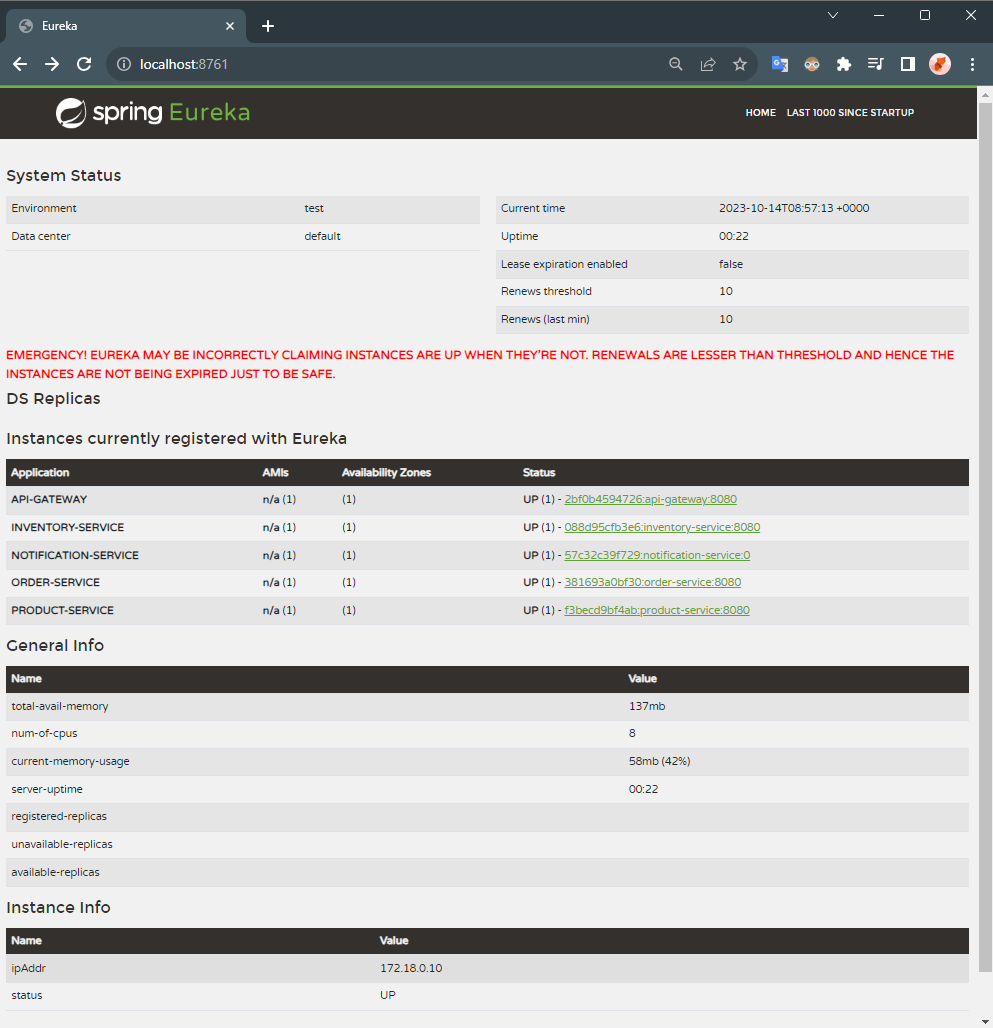 Eureka
localhost:8761
spring Eureka
HOME LAST 1000 SINCE STARTUP
System Status
Environment test
Data center default
Current time 2023-10-14T08:57:13 +0000
Uptime 00:22
Lease expiration enabled false
Renews threshold 10
Renews (last min) 10
EMERGENCY! EUREKA MAY BE INCORRECTLY CLAIMING INSTANCES ARE UP WHEN THEY'RE NOT. RENEWALS ARE LESSER THAN THRESHOLD AND HENCE THE
INSTANCES ARE NOT BEING EXPIRED JUST TO BE SAFE.
DS Replicas
Instances currently registered with Eureka
Application AMIs Availability Zones Status
API-GATEWAY n/a (1) (1) UP (1) - 2bf0b4594726:api-gateway:8080
INVENTORY-SERVICE n/a (1) (1) UP (1) - 088d95cfb3e6:inventory-service:8080
NOTIFICATION-SERVICE n/a (1) (1) UP (1) - 57c32c39f729:notification-service:0
ORDER-SERVICE n/a (1) (1) UP (1) - 381693a0bf30:order-service:8080
PRODUCT-SERVICE n/a (1) (1) UP (1) - f3becd9bf4ab:product-service:8080
General Info
Name Value
total-avail-memory 137mb
num-of-cpus 8
current-memory-usage 58mb (42%)
server-uptime 00:22
registered-replicas
unavailable-replicas
available-replicas
Instance Info
Name Value
ipAddr 172.18.0.10
status UP